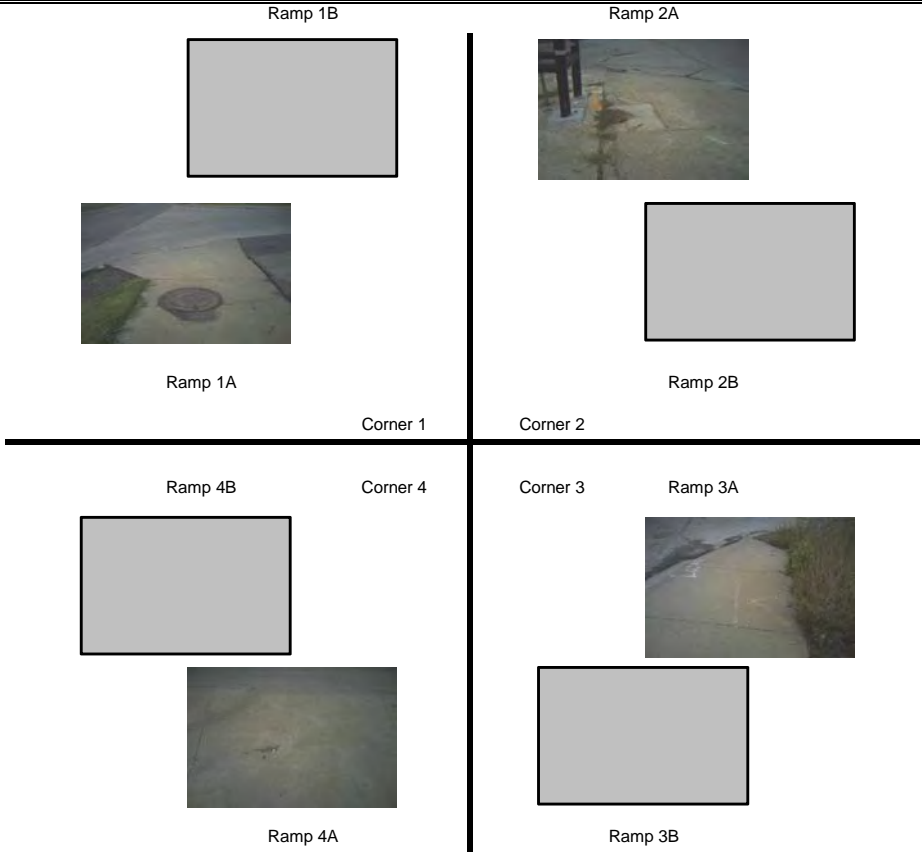 Ramp 1B
Ramp 2A
Ramp 1A
Ramp 2B
Corner 1
Corner 2
Ramp 4B
Corner 4
Corner 3
Ramp 3A
Ramp 4A
Ramp 3B